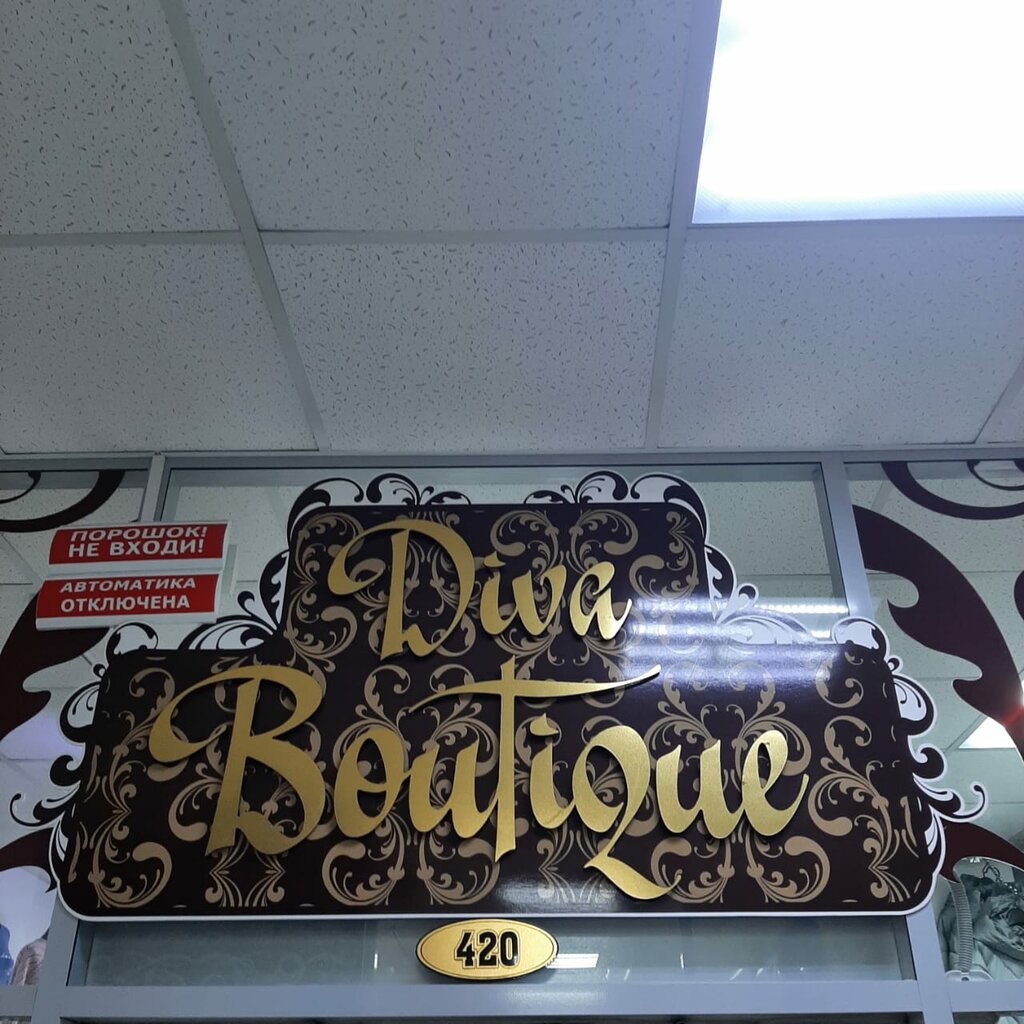 ПОРОШОК!
НЕ ВХОДИ!
АВТОМАТИКА
ОТКЛЮЧЕНА
Diva
Boutique
420